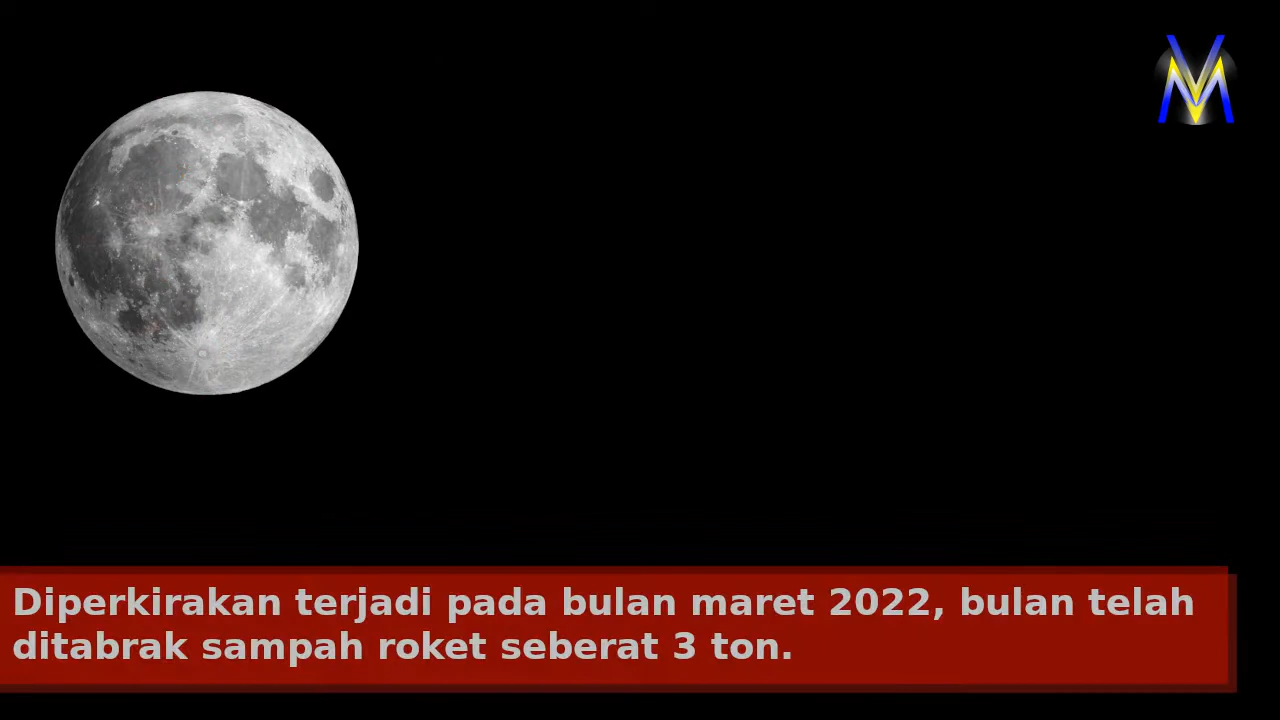 Diperkirakan terjadi pada bulan maret 2022, bulan telah
ditabrak sampah roket seberat 3 ton.